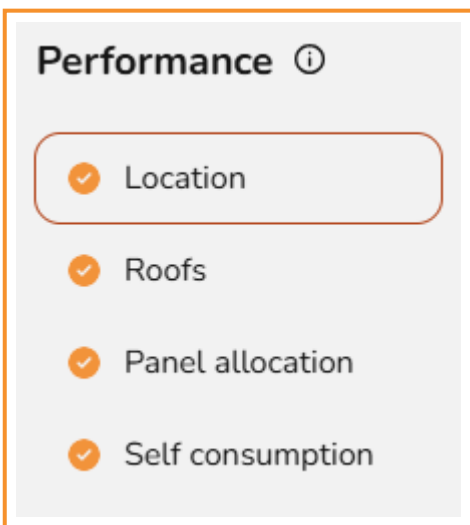 Performance
Location
Roofs
Panel allocation
Self consumption